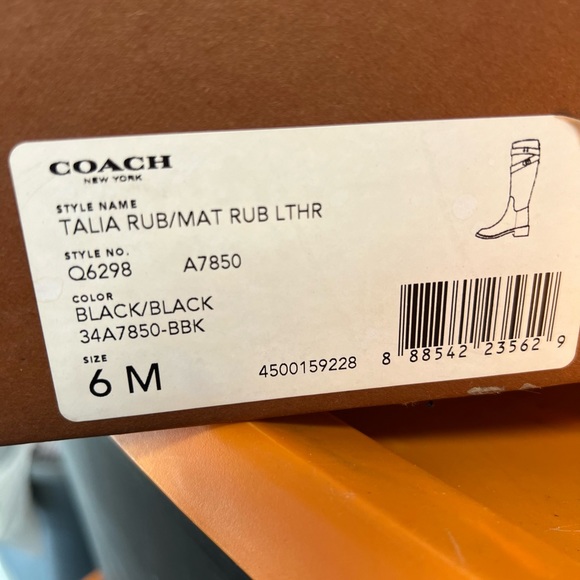 COACH
NEW YORK
STYLE NAME
TALIA RUB/MAT RUB LTHR
STYLE NO.
Q6298 A7850
COLOR
BLACK/BLACK
34A7850-BBK
SIZE
6 M
4500159228
8 88542 23562 9